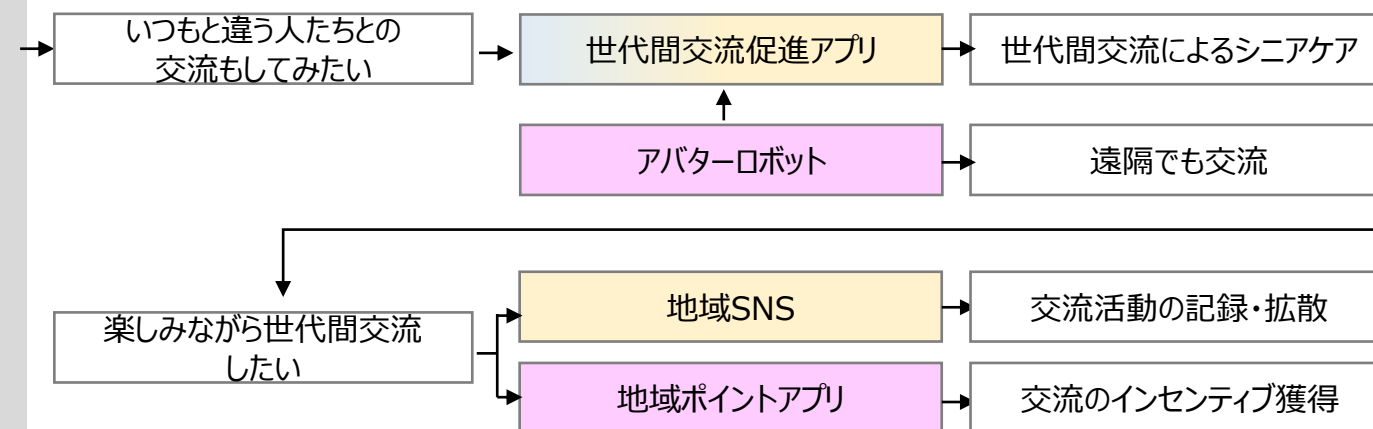 いつもと違う人たちとの
交流もしてみたい
世代間交流促進アプリ
世代間交流によるシニアケア
アバターロボット
遠隔でも交流
楽しみながら世代間交流
したい
地域SNS
交流活動の記録・拡散
地域ポイントアプリ
交流のインセンティブ獲得